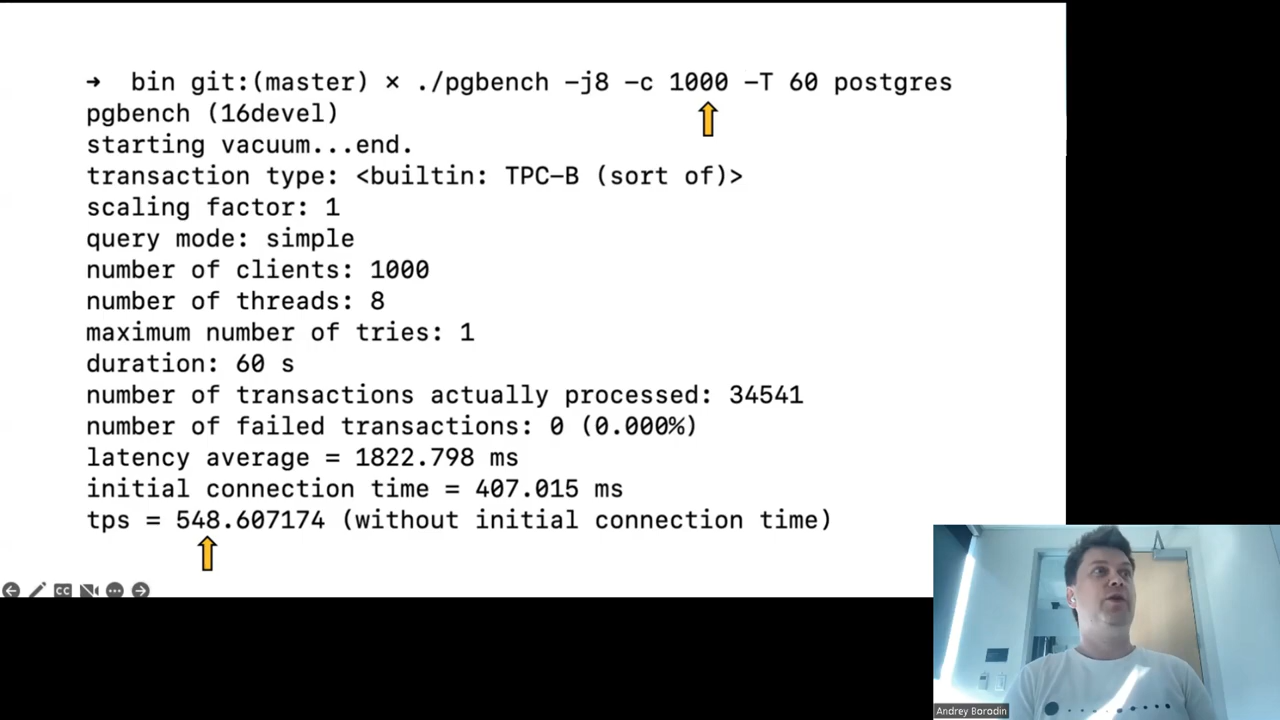 ➜ bin git:(master) × ./pgbench -j8 -c 1000 -T 60 postgres
pgbench (16devel)
starting vacuum...end.
transaction type: <builtin: TPC-B (sort of)>
scaling factor: 1
query mode: simple
number of clients: 1000
number of threads: 8
maximum number of tries: 1
duration: 60 s
number of transactions actually processed: 34541
number of failed transactions: 0 (0.000%)
latency average = 1822.798 ms
initial connection time = 407.015 ms
tps = 548.607174 (without initial connection time)
CC
Andrey Borodin